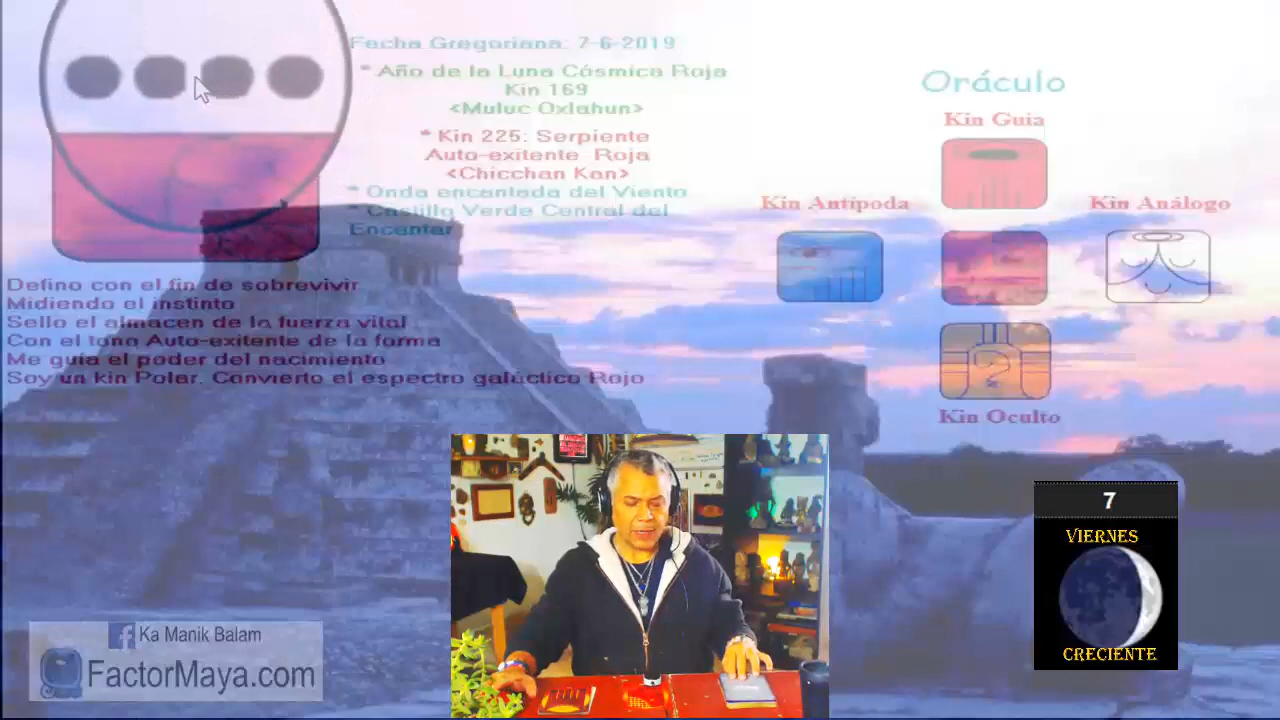 Fecha Gregoriana: 7-6-2019
* Año de la Luna Cósmica Roja
Kin 169
<Muluc Oxlahun>
* Kin 225: Serpiente
Auto-exitente Roja
<Chicchan Kan>
* Onda encantada del Viento
* Castillo Verde Central del
Encantar
Defino con el fin de sobrevivir
Midiendo el instinto
Sello el almacen de la fuerza vital
Con el tono Auto-exitente de la forma
Me guía el poder del nacimiento
Soy un kin Polar. Convierto el espectro galáctico Rojo
Oráculo
Kin Guia
Kin Antípoda
Kin Análogo
?
Kin Oculto
7
VIERNES
CRECIENTE
f Ka Manik Balam
FactorMaya.com